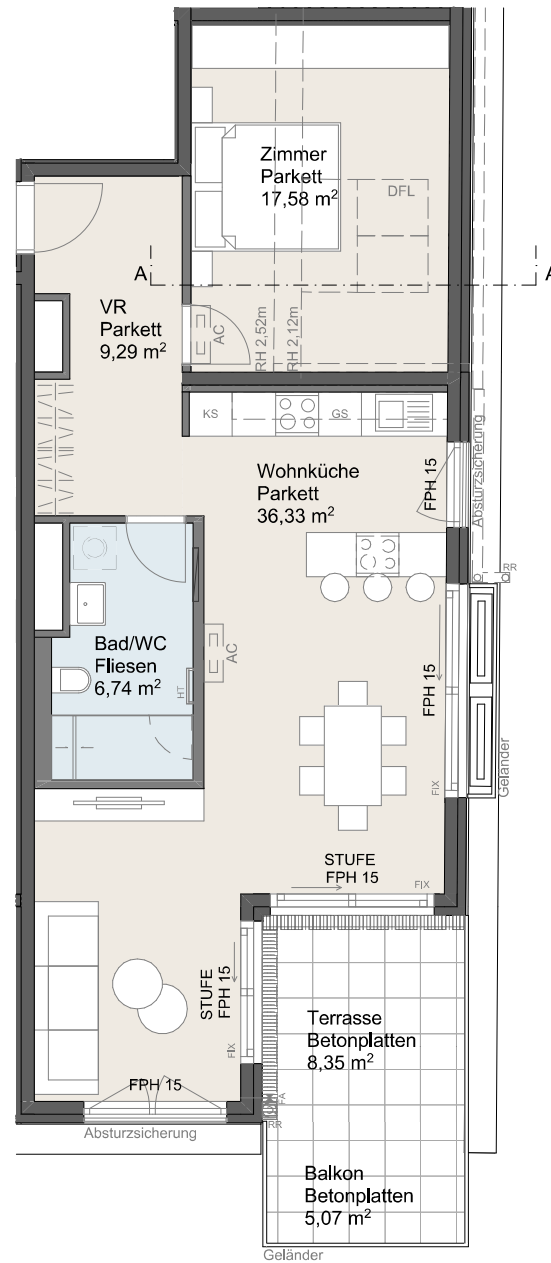 Zimmer
Parkett
17,58 m²
DFL
A
A
VR
Parkett
9,29 m²
AC
RH 2,52m
RH 2,12m
KS
GS
Absturzsicherung
Wohnküche
Parkett
36,33 m²
FPH 15
RR
Bad/WC
Fliesen
6,74 m²
HT
AC
FPH 15
FIX
Geländer
STUFE
FPH 15
FIX
STUFE
FPH 15
FIX
Terrasse
Betonplatten
8,35 m²
FPH 15
FA
RR
Absturzsicherung
Balkon
Betonplatten
5,07 m²
Geländer